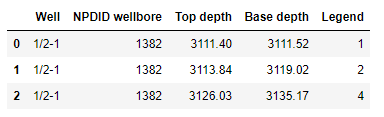 Well NPDID wellbore Top depth Base depth Legend
0 1/2-1 1382 3111.40 3111.52 1
1 1/2-1 1382 3113.84 3119.02 2
2 1/2-1 1382 3126.03 3135.17 4